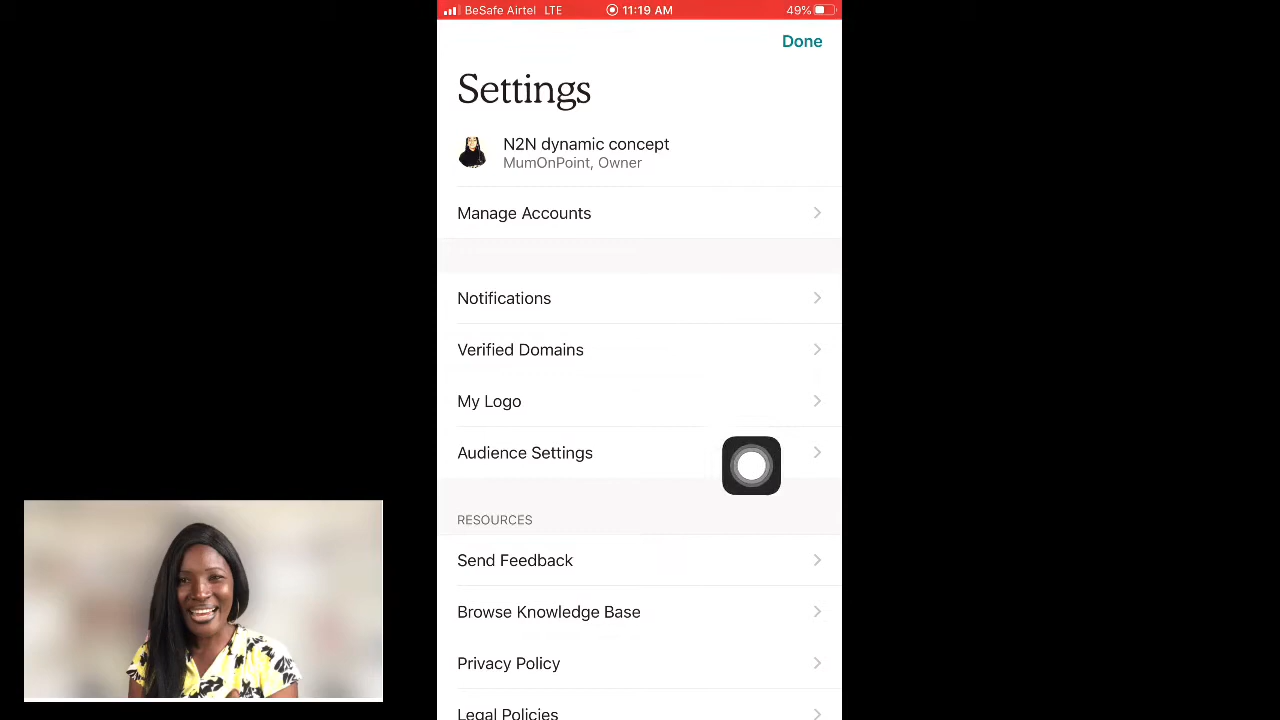 BeSafe Airtel LTE 11:19 AM 49%
Done
Settings
N2N dynamic concept
MumOnPoint, Owner
Manage Accounts
Notifications
Verified Domains
My Logo
Audience Settings
RESOURCES
Send Feedback
Browse Knowledge Base
Privacy Policy
Legal Policies